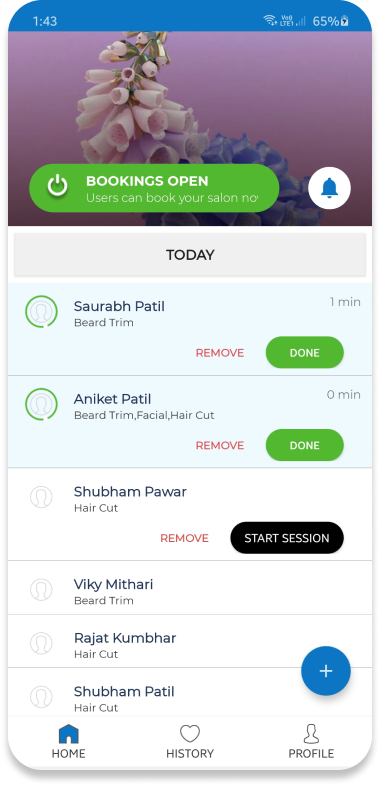 1:43
Vo9) LTE1 65%
BOOKINGS OPEN
Users can book your salon no
TODAY
Saurabh Patil
1 min
Beard Trim
REMOVE
DONE
Aniket Patil
0 min
Beard Trim,Facial,Hair Cut
REMOVE
DONE
Shubham Pawar
Hair Cut
REMOVE
START SESSION
Viky Mithari
Beard Trim
Rajat Kumbhar
Hair Cut
+
Shubham Patil
Hair Cut
HOME
HISTORY
PROFILE